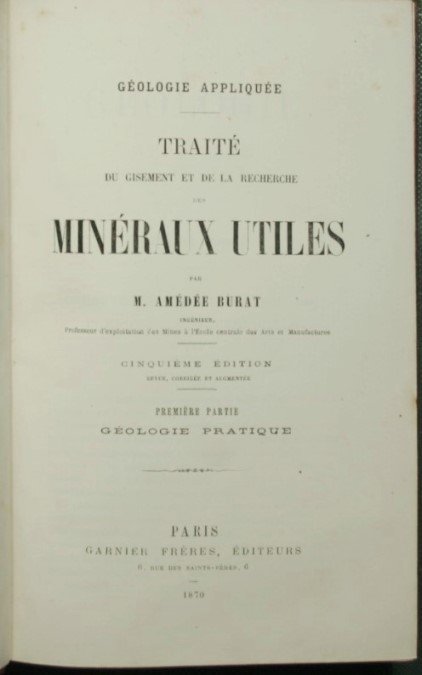 GÉOLOGIE APPLIQUÉE
TRAITÉ
DU GISEMENT ET DE LA RECHERCHE
DES
MINÉRAUX UTILES
PAR
M. AMÉDÉE BURAT
INGÉNIEUR,
Professeur d'exploitation des Mines à l'École centrale des Arts et Manufactures
CINQUIÈME ÉDITION
REVUE, CORRIGÉE ET AUGMENTÉE
PREMIÈRE PARTIE
GÉOLOGIE PRATIQUE
PARIS
GARNIER FRÈRES, ÉDITEURS
6, RUE DES SAINTS-PÈRES, 6
1870